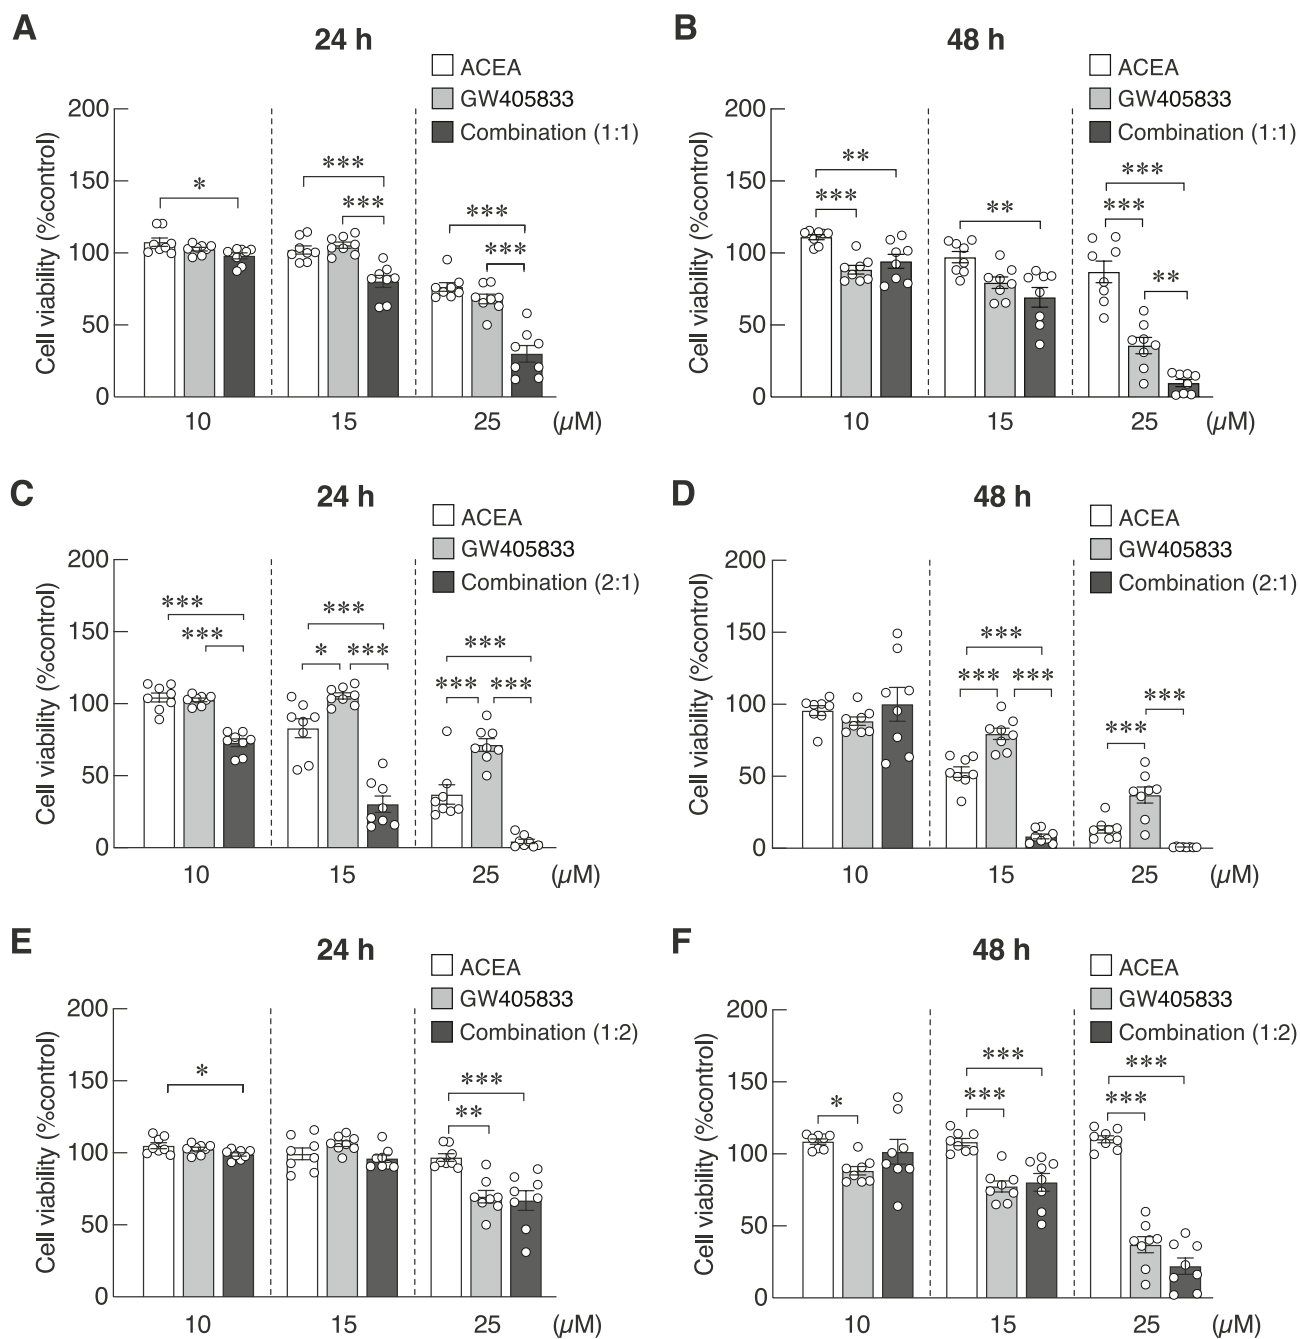 A
24 h
ACEA
GW405833
Combination (1:1)
Cell viability (%control)
200
150
100
50
0
*
***
***
***
***
10
15
25
(µM)
B
48 h
ACEA
GW405833
Combination (1:1)
Cell viability (%control)
200
150
100
50
0
**
***
**
***
***
**
10
15
25
(µM)
C
24 h
ACEA
GW405833
Combination (2:1)
Cell viability (%control)
200
150
100
50
0
***
***
***
*
***
***
***
***
10
15
25
(µM)
D
48 h
ACEA
GW405833
Combination (2:1)
Cell viability (%control)
200
150
100
50
0
***
***
***
***
***
10
15
25
(µM)
E
24 h
ACEA
GW405833
Combination (1:2)
Cell viability (%control)
200
150
100
50
0
*
***
**
10
15
25
(µM)
F
48 h
ACEA
GW405833
Combination (1:2)
Cell viability (%control)
200
150
100
50
0
*
***
***
***
***
10
15
25
(µM)